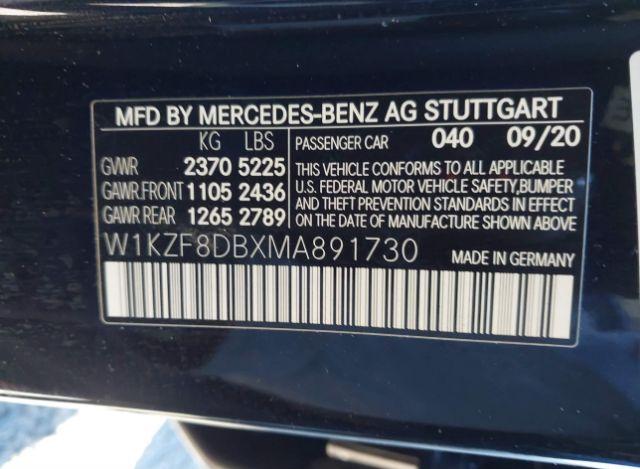 MFD BY MERCEDES-BENZ AG STUTTGART
KG LBS
GVWR 2370 5225
GAWR.FRONT 1105 2436
GAWR REAR 1265 2789
PASSENGER CAR 040 09/20
THIS VEHICLE CONFORMS TO ALL APPLICABLE
U.S. FEDERAL MOTOR VEHICLE SAFETY,BUMPER
AND THEFT PREVENTION STANDARDS IN EFFECT
ON THE DATE OF MANUFACTURE SHOWN ABOVE
W1KZF8DBXMA891730 MADE IN GERMANY